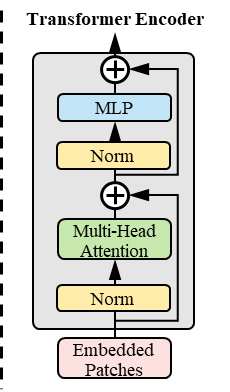 Transformer Encoder
+
MLP
Norm
+
Multi-Head
Attention
Norm
Embedded
Patches